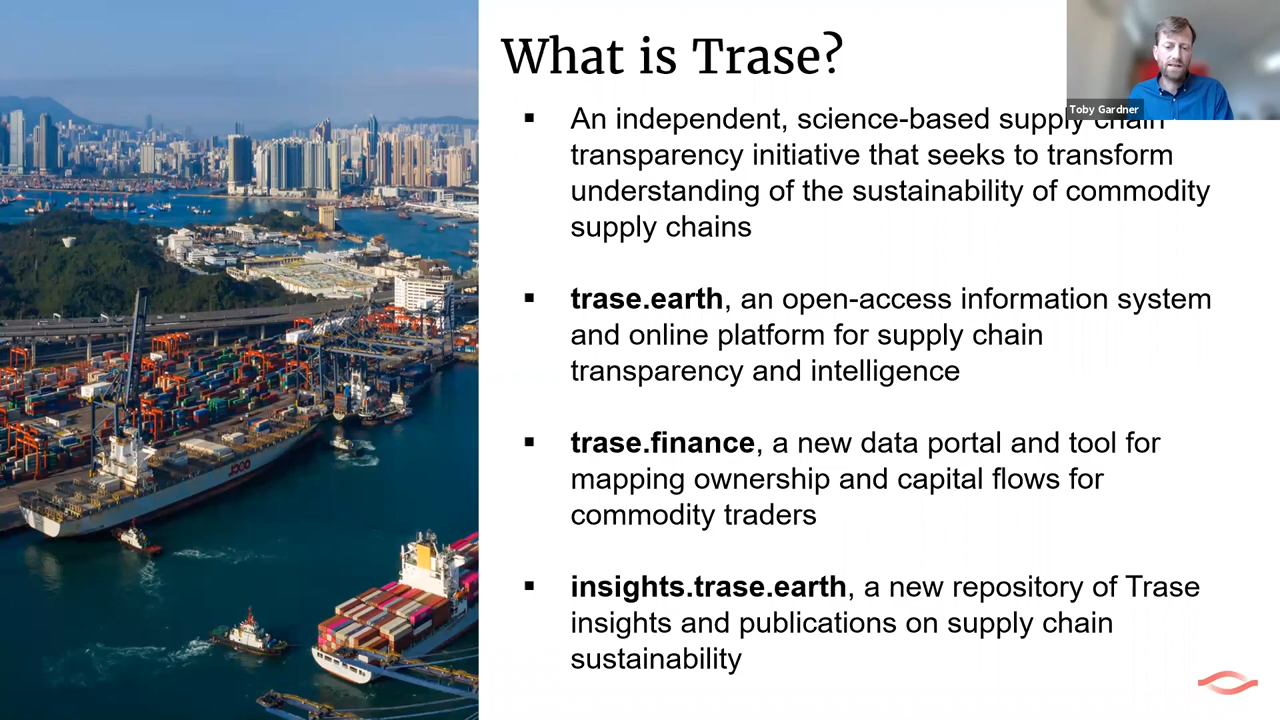 What is Trase?
Toby Gardner
▪ An independent, science-based supply chain
transparency initiative that seeks to transform
understanding of the sustainability of commodity
supply chains
▪ trase.earth, an open-access information system
and online platform for supply chain
transparency and intelligence
▪ trase.finance, a new data portal and tool for
mapping ownership and capital flows for
commodity traders
▪ insights.trase.earth, a new repository of Trase
insights and publications on supply chain
sustainability